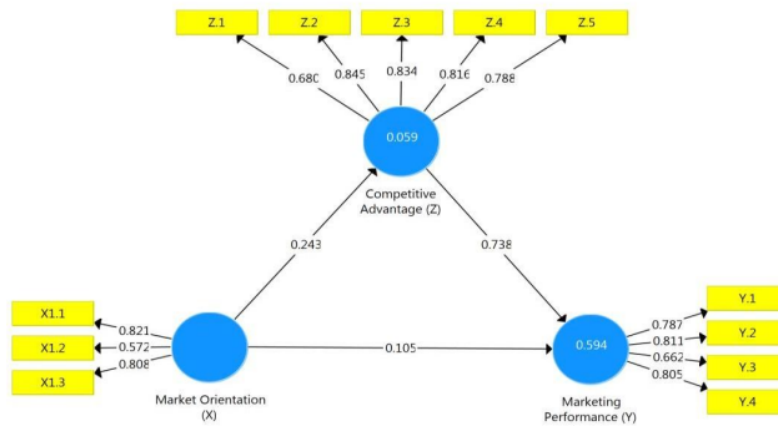 Z.1 Z.2 Z.3 Z.4 Z.5
0.680 0.845 0.834 0.816 0.788
0.059
Competitive
Advantage (Z)
0.243 0.738
X1.1
X1.2
X1.3
0.821
0.572
0.808
Market Orientation
(X)
0.105
0.594
Marketing
Performance (Y)
0.787
0.811
0.662
0.805
Y.1
Y.2
Y.3
Y.4